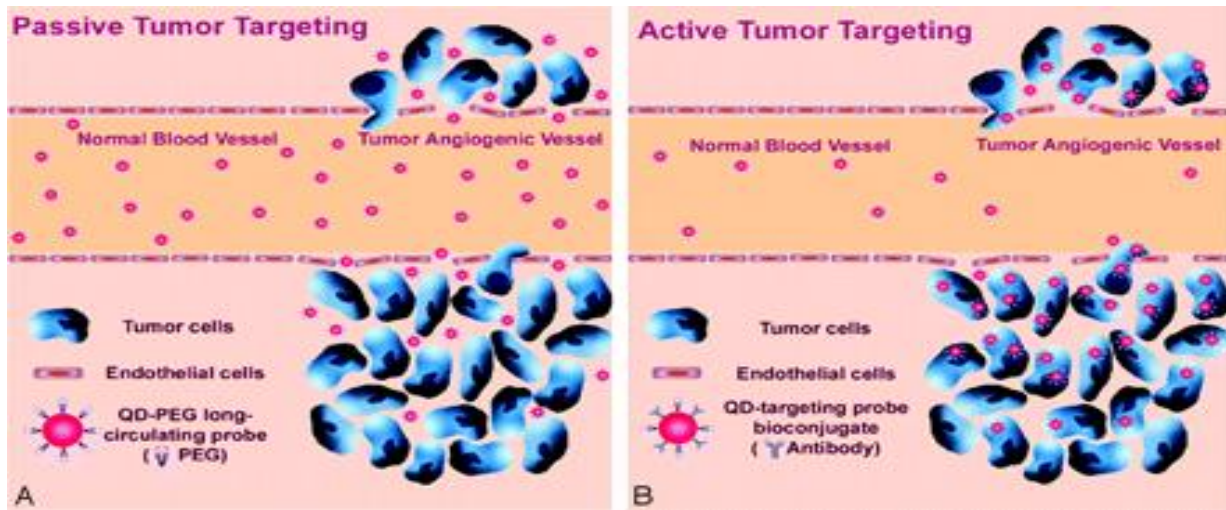 Passive Tumor Targeting
Normal Blood Vessel
Tumor Angiogenic Vessel
Tumor cells
Endothelial cells
QD-PEG long-
circulating probe
( PEG)
A
Active Tumor Targeting
Normal Blood Vessel
Tumor Angiogenic Vessel
Tumor cells
Endothelial cells
QD-targeting probe
bioconjugate
( Antibody)
B